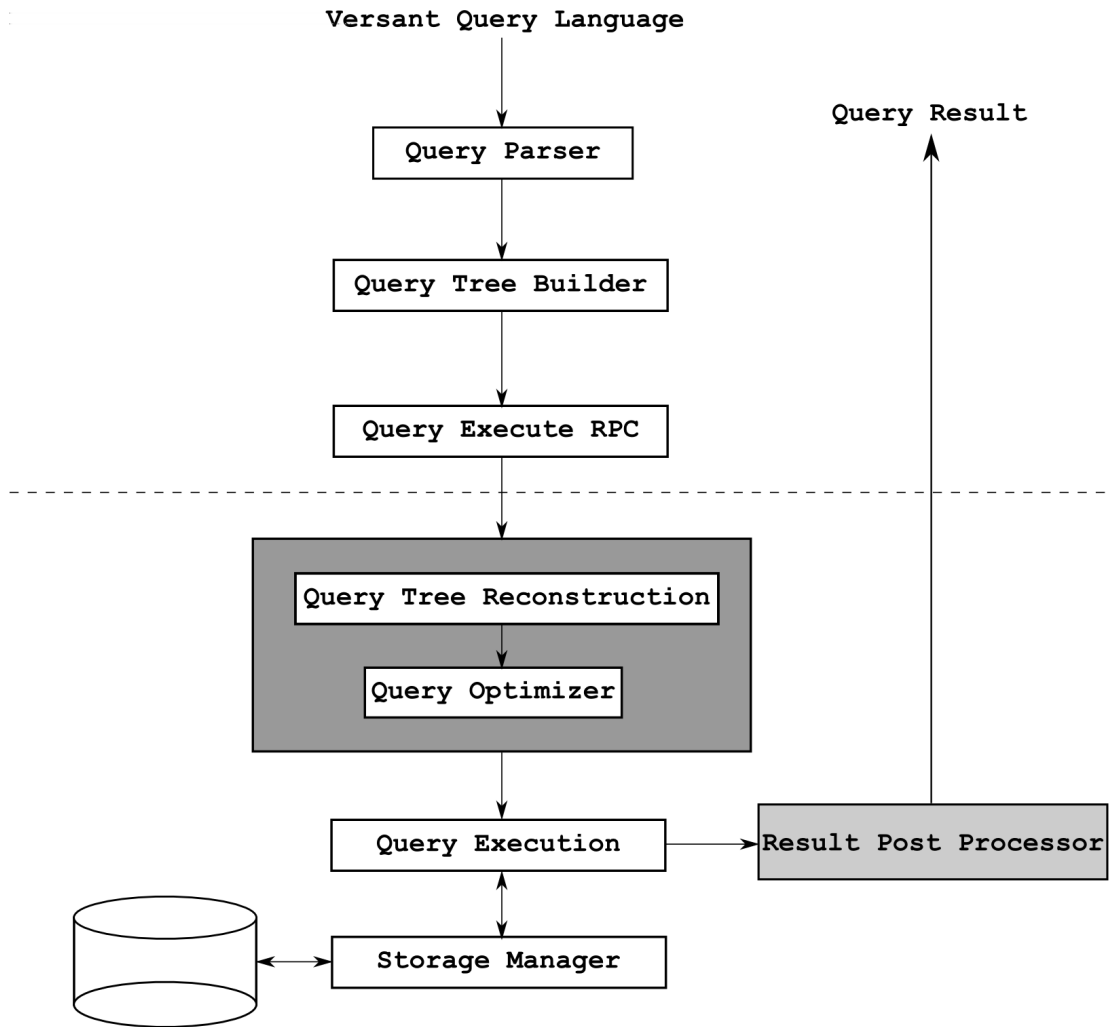 Versant Query Language
Query Result
Query Parser
Query Tree Builder
Query Execute RPC
Query Tree Reconstruction
Query Optimizer
Query Execution
Result Post Processor
Storage Manager